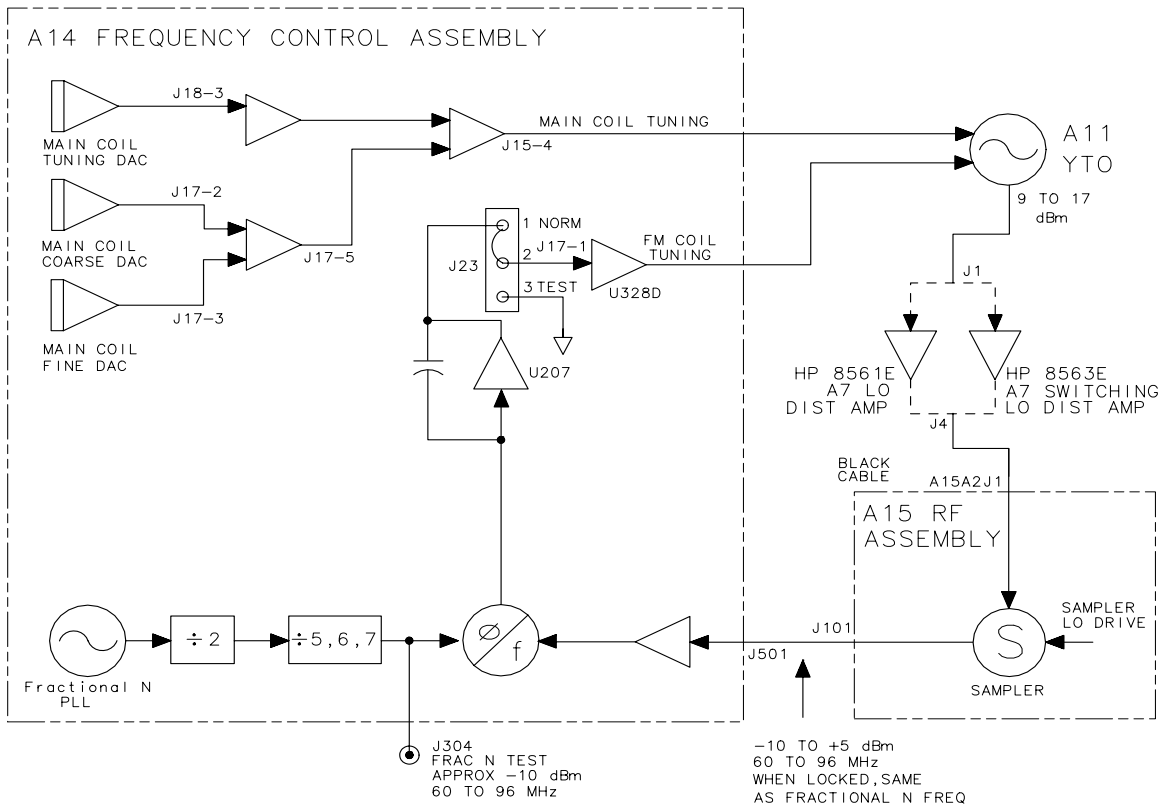 A14 FREQUENCY CONTROL ASSEMBLY
J18-3
MAIN COIL
TUNING DAC
MAIN COIL TUNING
J15-4
A11
YTO
9 TO 17
dBm
J17-2
MAIN COIL
COARSE DAC
J17-5
J17-3
MAIN COIL
FINE DAC
1 NORM
J17-1
2
J23
3 TEST
FM COIL
TUNING
U328D
U207
J1
HP 8561E
A7 LO
DIST AMP
HP 8563E
A7 SWITCHING
LO DIST AMP
J4
BLACK
CABLE
A15A2J1
A15 RF
ASSEMBLY
SAMPLER
LO DRIVE
S
SAMPLER
J101
J501
Ø
f
÷2
÷5,6,7
Fractional N
PLL
J304
FRAC N TEST
APPROX -10 dBm
60 TO 96 MHz
-10 TO +5 dBm
60 TO 96 MHz
WHEN LOCKED,SAME
AS FRACTIONAL N FREQ